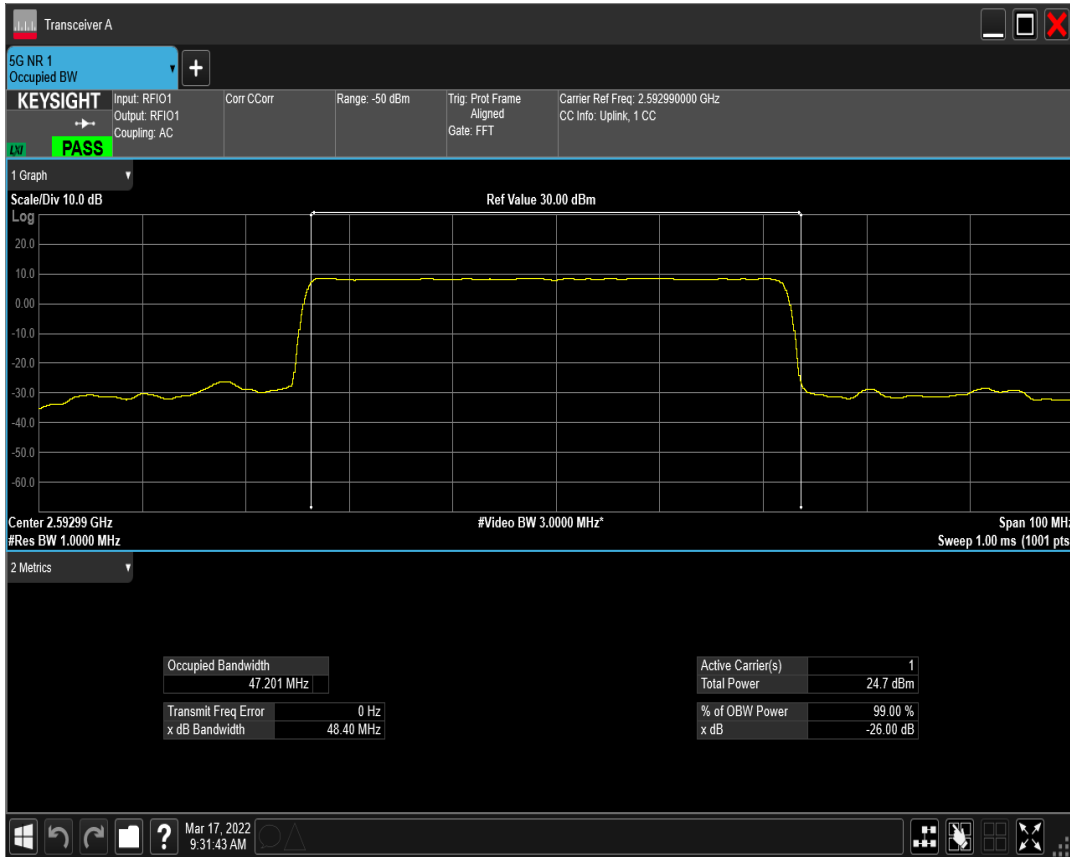 Transceiver A
5G NR 1
Occupied BW
+
KEYSIGHT
LXI
PASS
Input: RFIO1
Output: RFIO1
Coupling: AC
Corr CCorr
Range: -50 dBm
Trig: Prot Frame
Aligned
Gate: FFT
Carrier Ref Freq: 2.592990000 GHz
CC Info: Uplink, 1 CC
1 Graph
Scale/Div 10.0 dB
Ref Value 30.00 dBm
Log
20.0
10.0
0.00
-10.0
-20.0
-30.0
-40.0
-50.0
-60.0
Center 2.59299 GHz
#Video BW 3.0000 MHz*
Span 100 MHz
#Res BW 1.0000 MHz
Sweep 1.00 ms (1001 pts
2 Metrics
Occupied Bandwidth
47.201 MHz
Transmit Freq Error 0 Hz
x dB Bandwidth 48.40 MHz
Active Carrier(s) 1
Total Power 24.7 dBm
% of OBW Power 99.00 %
x dB -26.00 dB
?
Mar 17, 2022
9:31:43 AM